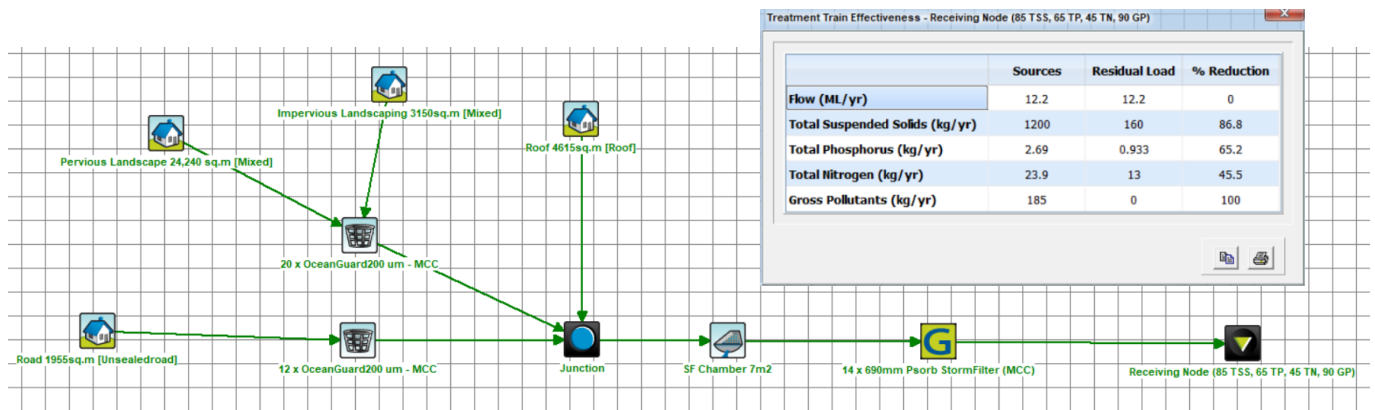 Treatment Train Effectiveness - Receiving Node (85 TSS, 65 TP, 45 TN, 90 GP)
Sources Residual Load % Reduction
Flow (ML/yr) 12.2 12.2 0
Total Suspended Solids (kg/yr) 1200 160 86.8
Total Phosphorus (kg/yr) 2.69 0.933 65.2
Total Nitrogen (kg/yr) 23.9 13 45.5
Gross Pollutants (kg/yr) 185 0 100
Impervious Landscaping 3150sq.m [Mixed]
Pervious Landscape 24,240 sq.m [Mixed]
Roof 4615sq.m [Roof]
20 x OceanGuard200 um - MCC
Road 1955sq.m [Unsealedroad]
12 x OceanGuard200 um - MCC
Junction
SF Chamber 7m2
G
14 x 690mm Psorb StormFilter (MCC)
Receiving Node (85 TSS, 65 TP, 45 TN, 90 GP)